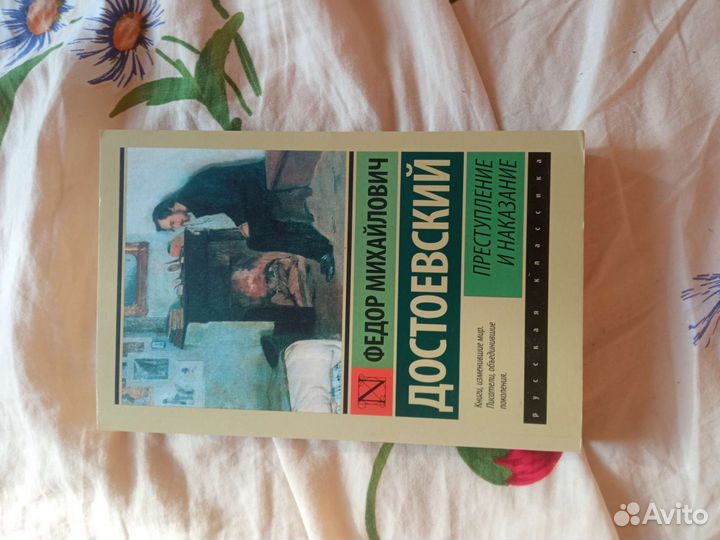 N
ФЕДОР МИХАЙЛОВИЧ
ДОСТОЕВСКИЙ
ПРЕСТУПЛЕНИЕ
И НАКАЗАНИЕ
Книги, изменившие мир.
Писатели, объединившие
поколения.
русская классика
Avito